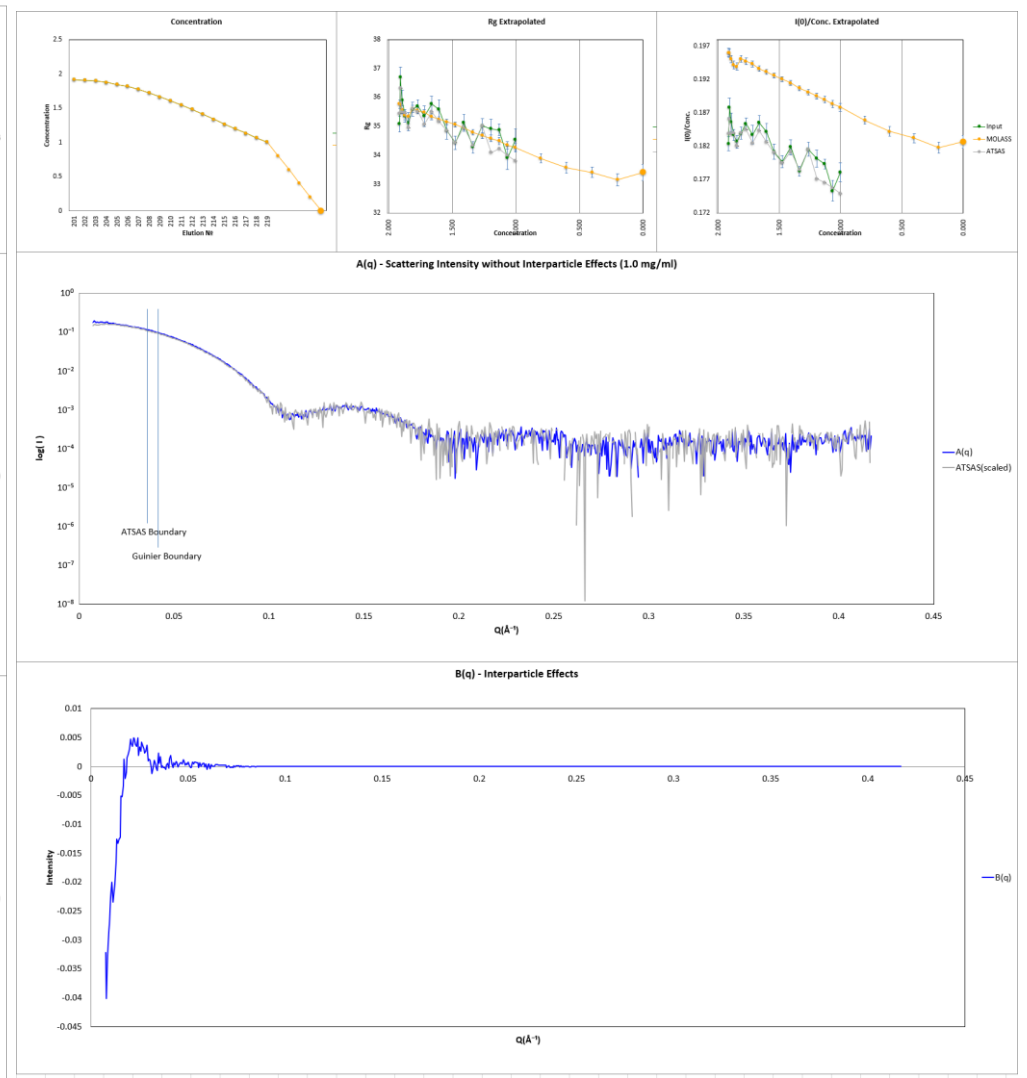 Concentration
2.5
2
1.5
1
0.5
0
Concentration
201 202 203 204 205 206 207 208 209 210 211 212 213 214 215 216 217 218 219
Elution №
Rg Extrapolated
38
37
36
35
34
33
32
Rg
2.000 1.500 1.000 0.500 0.000
Concentration
I(0)/Conc. Extrapolated
0.197
0.192
0.187
0.182
0.177
0.172
I(0)/Conc.
2.000 1.500 1.000 0.500 0.000
Concentration
Input
MOLASS
ATSAS
A(q) - Scattering Intensity without Interparticle Effects (1.0 mg/ml)
10⁰
10⁻¹
10⁻²
10⁻³
10⁻⁴
10⁻⁵
10⁻⁶
10⁻⁷
10⁻⁸
log( I )
ATSAS Boundary
Guinier Boundary
0 0.05 0.1 0.15 0.2 0.25 0.3 0.35 0.4 0.45
Q(Å⁻¹)
A(q)
ATSAS(scaled)
B(q) - Interparticle Effects
0.01
0.005
0
-0.005
-0.01
-0.015
-0.02
-0.025
-0.03
-0.035
-0.04
-0.045
Intensity
0 0.05 0.1 0.15 0.2 0.25 0.3 0.35 0.4 0.45
Q(Å⁻¹)
B(q)